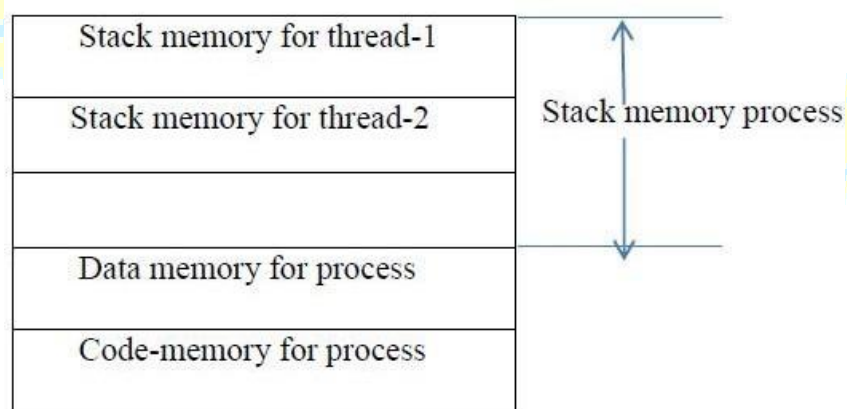 Stack memory for thread-1
Stack memory for thread-2
Stack memory process
Data memory for process
Code-memory for process